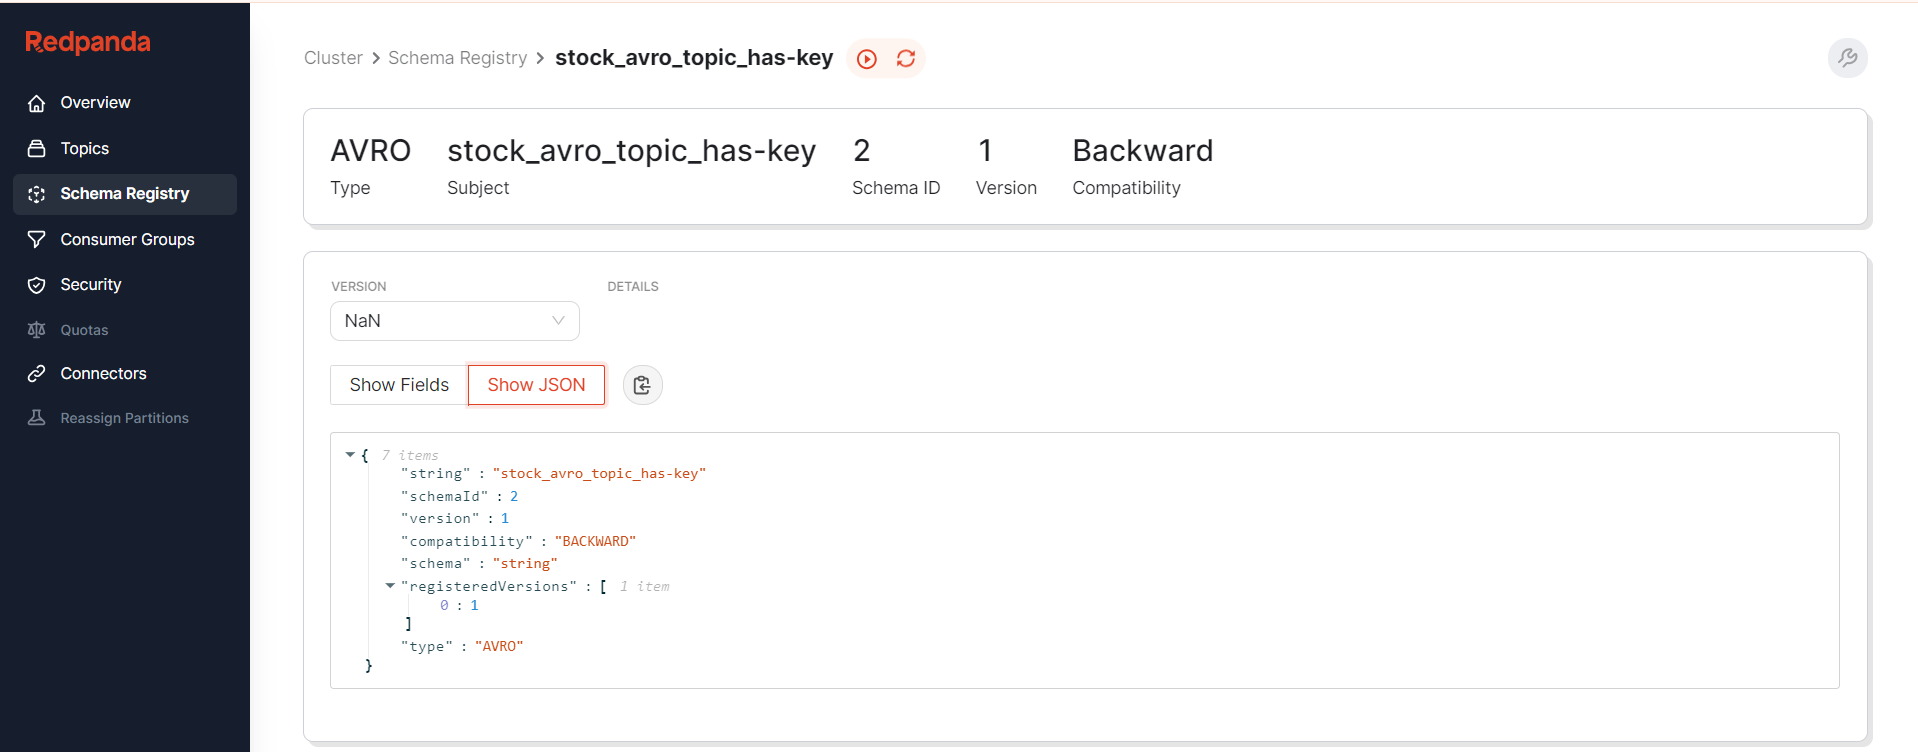 Redpanda
Overview
Topics
Schema Registry
Consumer Groups
Security
Quotas
Connectors
Reassign Partitions
Cluster > Schema Registry > stock_avro_topic_has-key
AVRO stock_avro_topic_has-key 2 1 Backward
Type Subject Schema ID Version Compatibility
VERSION DETAILS
NaN
Show Fields Show JSON
{ 7 items
"string" : "stock_avro_topic_has-key"
"schemaId" : 2
"version" : 1
"compatibility" : "BACKWARD"
"schema" : "string"
"registeredVersions" : [ 1 item
0 : 1
]
"type" : "AVRO"
}